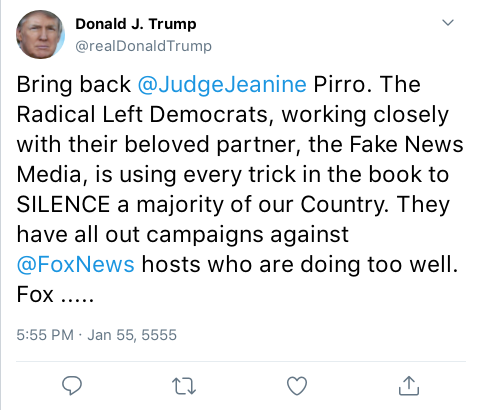 Donald J. Trump
@realDonaldTrump
Bring back @JudgeJeanine Pirro. The
Radical Left Democrats, working closely
with their beloved partner, the Fake News
Media, is using every trick in the book to
SILENCE a majority of our Country. They
have all out campaigns against
@FoxNews hosts who are doing too well.
Fox .....
5:55 PM · Jan 55, 5555